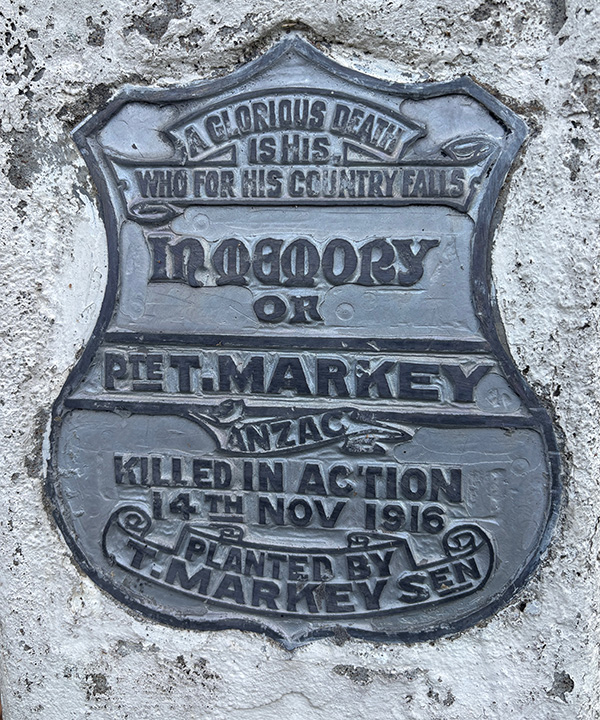 A GLORIOUS DEATH
IS HIS
WHO FOR HIS COUNTRY FALLS
IN MEMORY
OF
PTE T. MARKEY
ANZAC
KILLED IN ACTION
14TH NOV 1916
PLANTED BY
T. MARKEY SEN